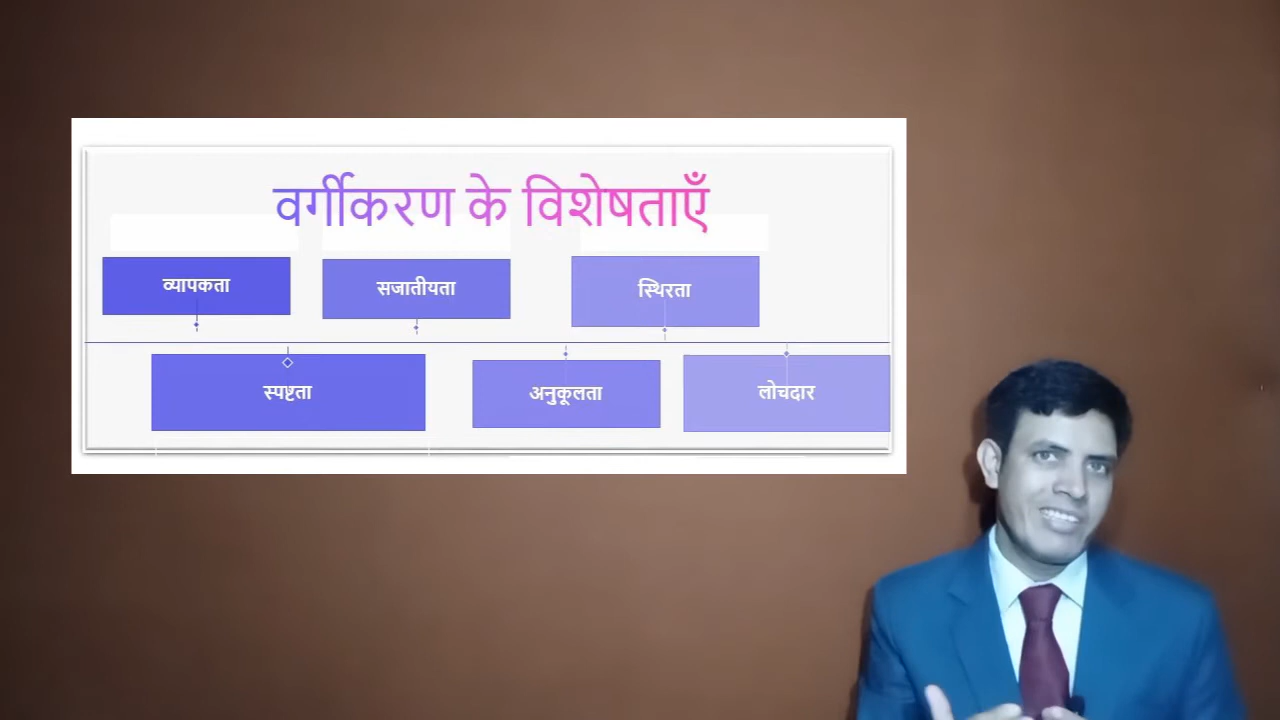 वर्गीकरण के विशेषताएँ
व्यापकता
सजातीयता
स्थिरता
स्पष्टता
अनुकूलता
लोचदार